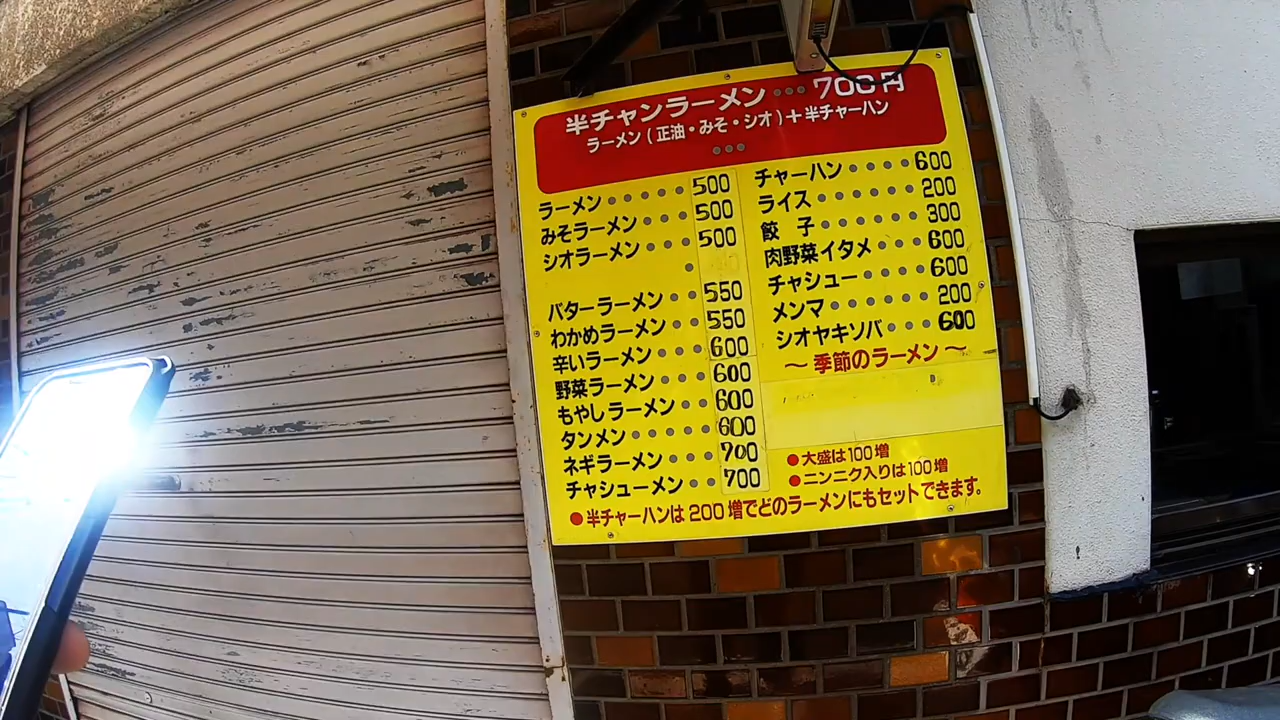 半チャンラーメン・・・700円
ラーメン(正油・みそ・シオ)+半チャーハン
・・・
ラーメン・・・・・500
みそラーメン・・・500
シオラーメン・・・500
バターラーメン・・550
わかめラーメン・・550
辛いラーメン・・・600
野菜ラーメン・・・600
もやしラーメン・・600
タンメン・・・・・600
ネギラーメン・・・700
チャシューメン・・700
チャーハン・・・・600
ライス・・・・・・200
餃子・・・・・・300
肉野菜イタメ・・・600
チャシュー・・・・600
メンマ・・・・・・200
シオヤキソバ・・・600
〜季節のラーメン〜
●大盛は100増
●ニンニク入りは100増
●半チャーハンは200増でどのラーメンにもセットできます。